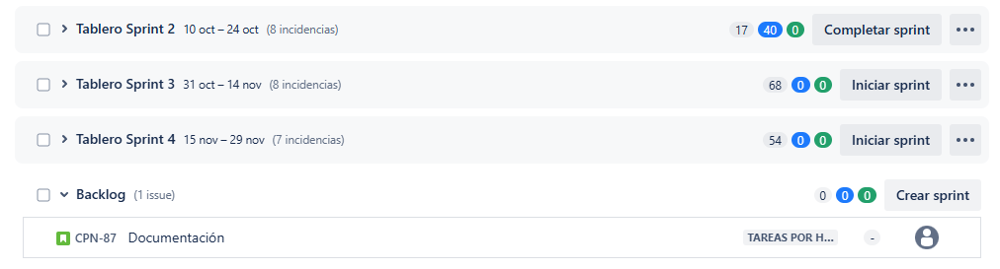 Tablero Sprint 2 10 oct – 24 oct (8 incidencias) 17 40 0 Completar sprint •••
Tablero Sprint 3 31 oct – 14 nov (8 incidencias) 68 0 0 Iniciar sprint •••
Tablero Sprint 4 15 nov – 29 nov (7 incidencias) 54 0 0 Iniciar sprint •••
Backlog (1 issue) 0 0 0 Crear sprint
CPN-87 Documentación TAREAS POR H... -